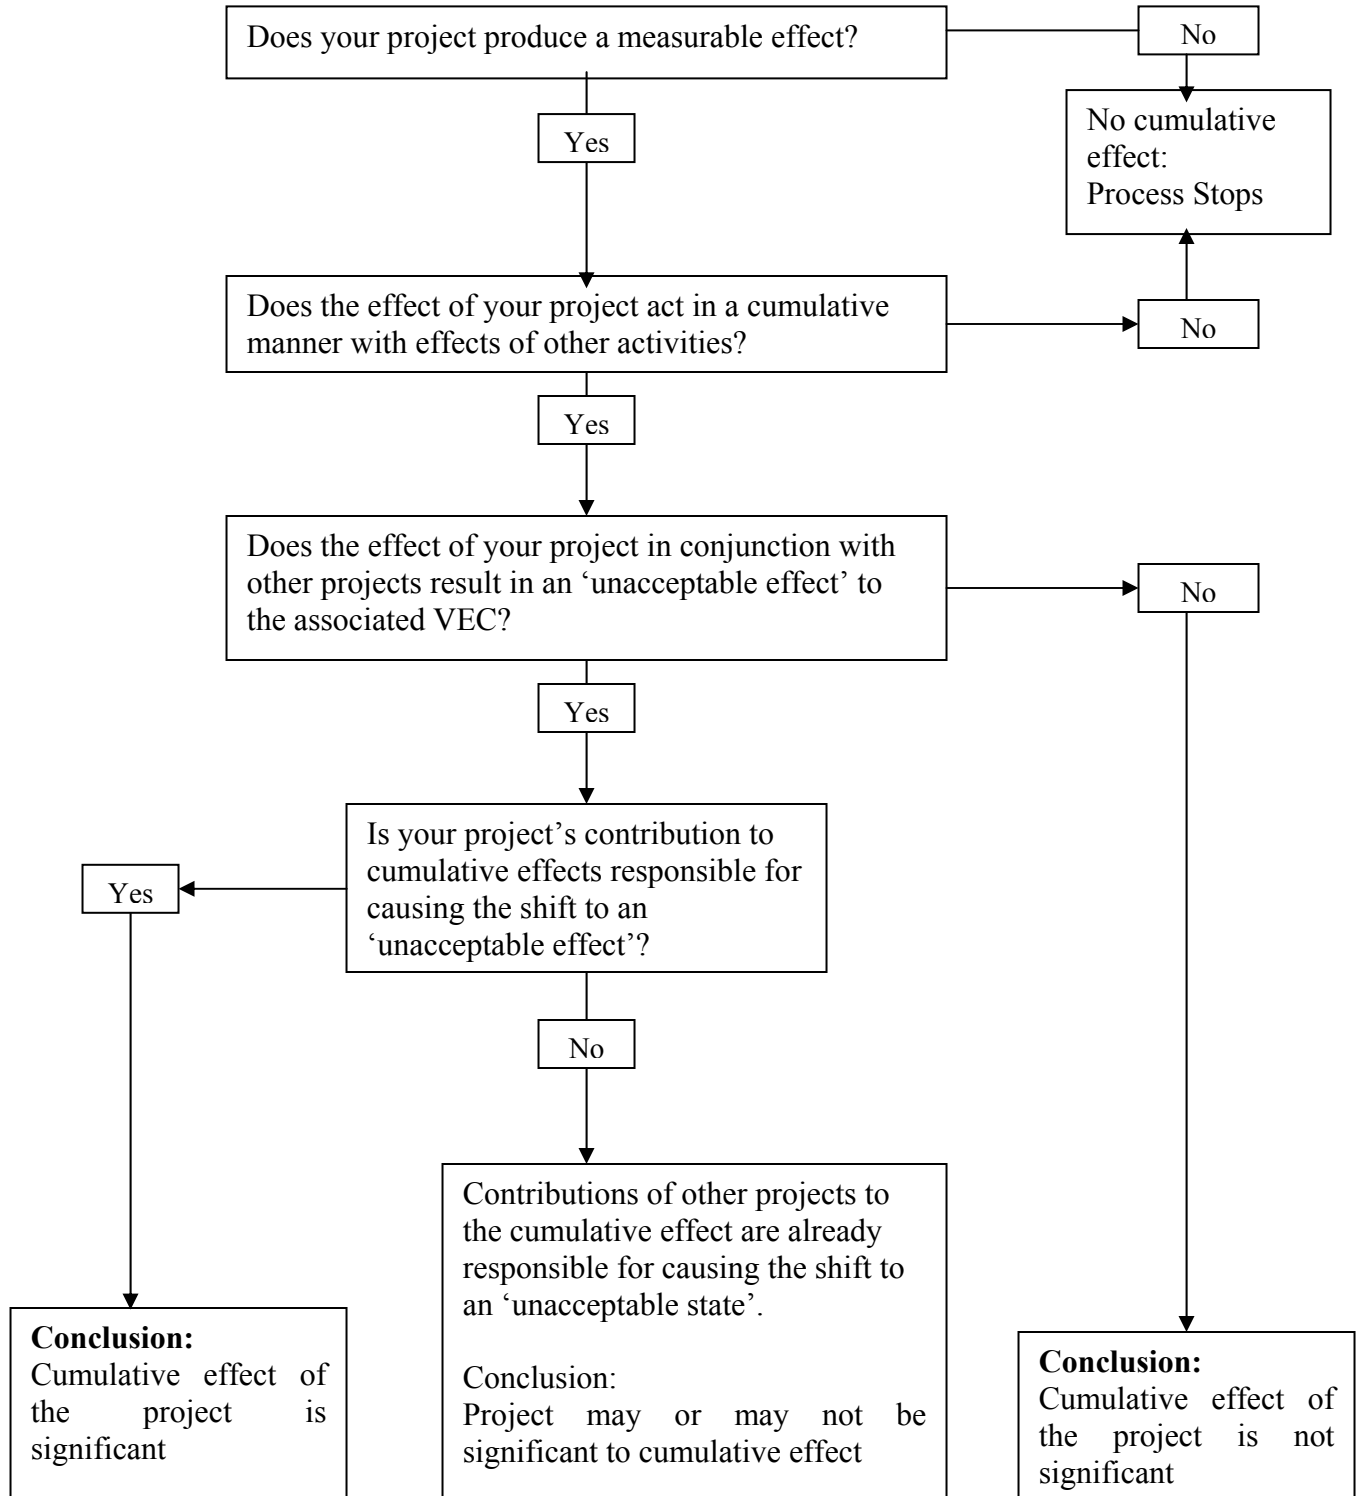 Does your project produce a measurable effect?
No
Yes
No cumulative
effect:
Process Stops
Does the effect of your project act in a cumulative
manner with effects of other activities?
No
Yes
Does the effect of your project in conjunction with
other projects result in an ‘unacceptable effect’ to
the associated VEC?
No
Yes
Is your project’s contribution to
cumulative effects responsible for
causing the shift to an
‘unacceptable effect’?
Yes
No
Contributions of other projects to
the cumulative effect are already
responsible for causing the shift to
an ‘unacceptable state’.
Conclusion:
Project may or may not be
significant to cumulative effect
Conclusion:
Cumulative effect of
the project is
significant
Conclusion:
Cumulative effect of
the project is not
significant